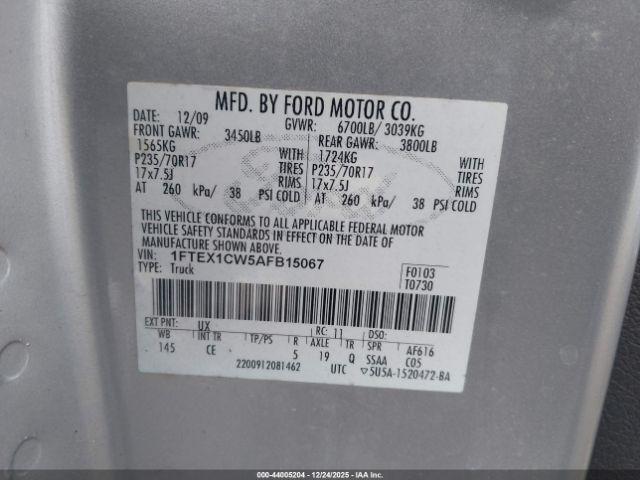 MFD. BY FORD MOTOR CO.
DATE: 12/09 GVWR: 6700LB/ 3039KG
FRONT GAWR: 3450LB REAR GAWR: 3800LB
1565KG WITH 1724KG WITH
P235/70R17 TIRES P235/70R17 TIRES
17x7.5J RIMS 17x7.5J RIMS
AT 260 kPa/ 38 PSI COLD AT 260 kPa/ 38 PSI COLD
THIS VEHICLE CONFORMS TO ALL APPLICABLE FEDERAL MOTOR
VEHICLE SAFETY STANDARDS IN EFFECT ON THE DATE OF
MANUFACTURE SHOWN ABOVE.
VIN: 1FTEX1CW5AFB15067
TYPE: Truck
F0103
T0730
EXT PNT: UX RC: 11 DSO:
WB INT TR TP/PS R AXLE TR SPR AF616
145 CE 5 19 Q SSAA C05
2200912081462 UTC ▽5U5A-1520472-BA
000-44005204 - 12/24/2025 - IAAI.com